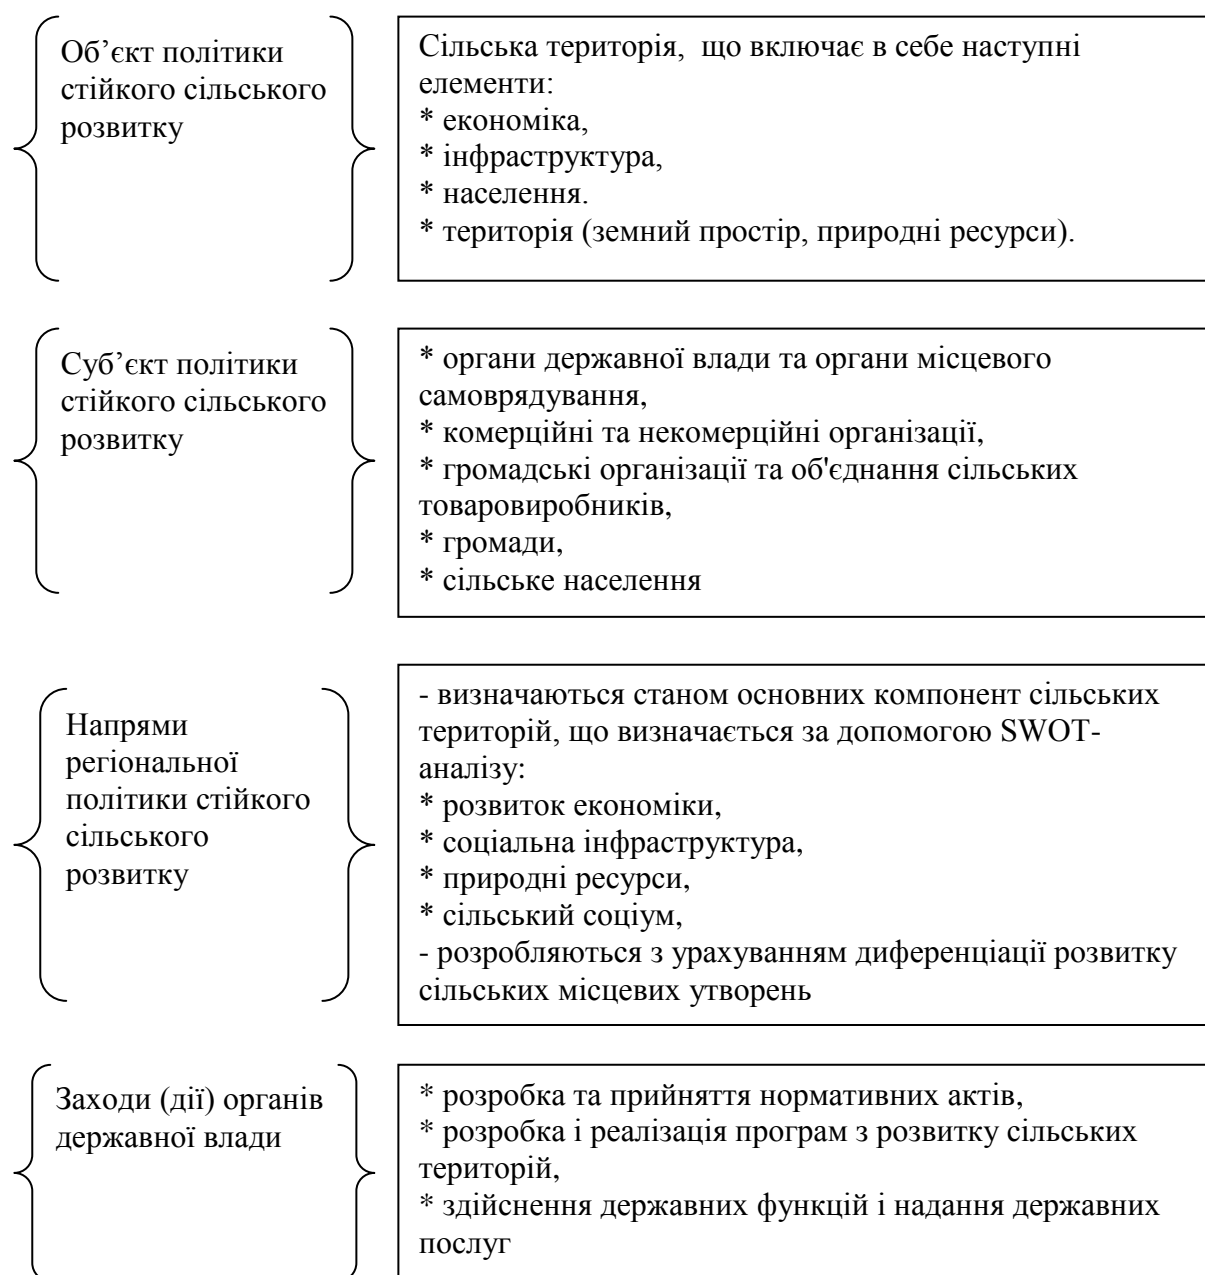 Об’єкт політики
стійкого сільського
розвитку
Сільська територія,  що включає в себе наступні
елементи:
* економіка,
* інфраструктура,
* населення.
* територія (земний простір, природні ресурси).
Суб’єкт політики
стійкого сільського
розвитку
* органи державної влади та органи місцевого
самоврядування,
* комерційні та некомерційні організації,
* громадські організації та об'єднання сільських
товаровиробників,
* громади,
* сільське населення
Напрями
регіональної
політики стійкого
сільського
розвитку
- визначаються станом основних компонент сільських
територій, що визначається за допомогою SWOT-
аналізу:
* розвиток економіки,
* соціальна інфраструктура,
* природні ресурси,
* сільський соціум,
- розробляються з урахуванням диференціації розвитку
сільських місцевих утворень
Заходи (дії) органів
державної влади
* розробка та прийняття нормативних актів,
* розробка і реалізація програм з розвитку сільських
територій,
* здійснення державних функцій і надання державних
послуг